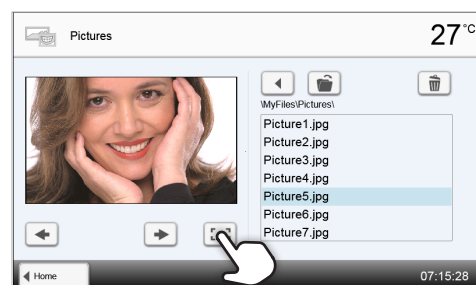 Pictures
27°C
\MyFiles\Pictures\
Picture1.jpg
Picture2.jpg
Picture3.jpg
Picture4.jpg
Picture5.jpg
Picture6.jpg
Picture7.jpg
Home
07:15:28